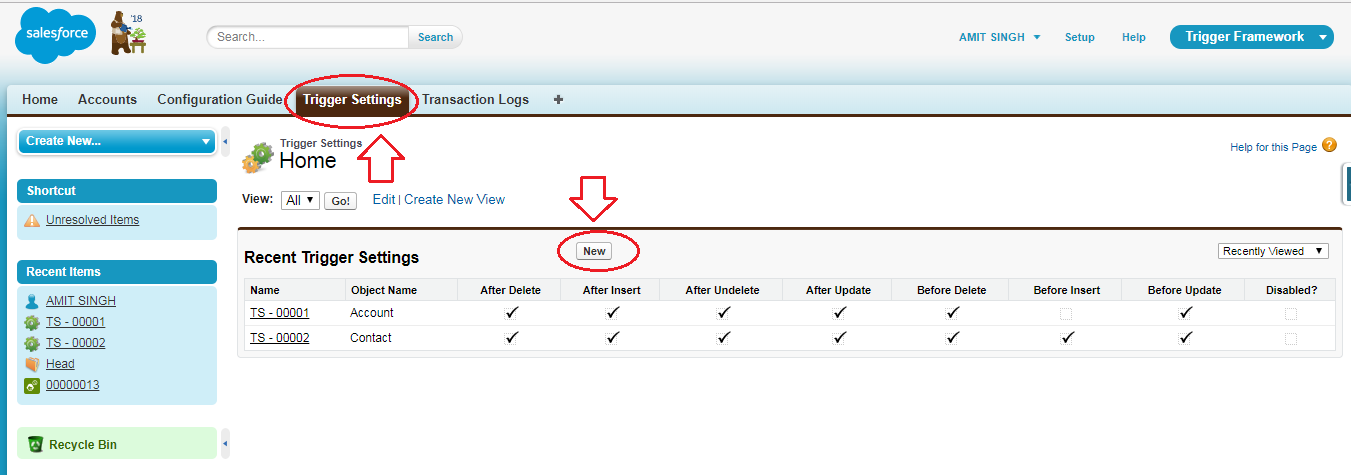 salesforce
'18
Search... Search
AMIT SINGH Setup Help Trigger Framework
Home Accounts Configuration Guide Trigger Settings Transaction Logs
Create New...
Shortcut
Unresolved Items
Recent Items
AMIT SINGH
TS - 00001
TS - 00002
Head
00000013
Recycle Bin
Trigger Settings
Home
Help for this Page ?
View: All Go! Edit | Create New View
Recent Trigger Settings New Recently Viewed
Name Object Name After Delete After Insert After Undelete After Update Before Delete Before Insert Before Update Disabled?
TS - 00001 Account
TS - 00002 Contact